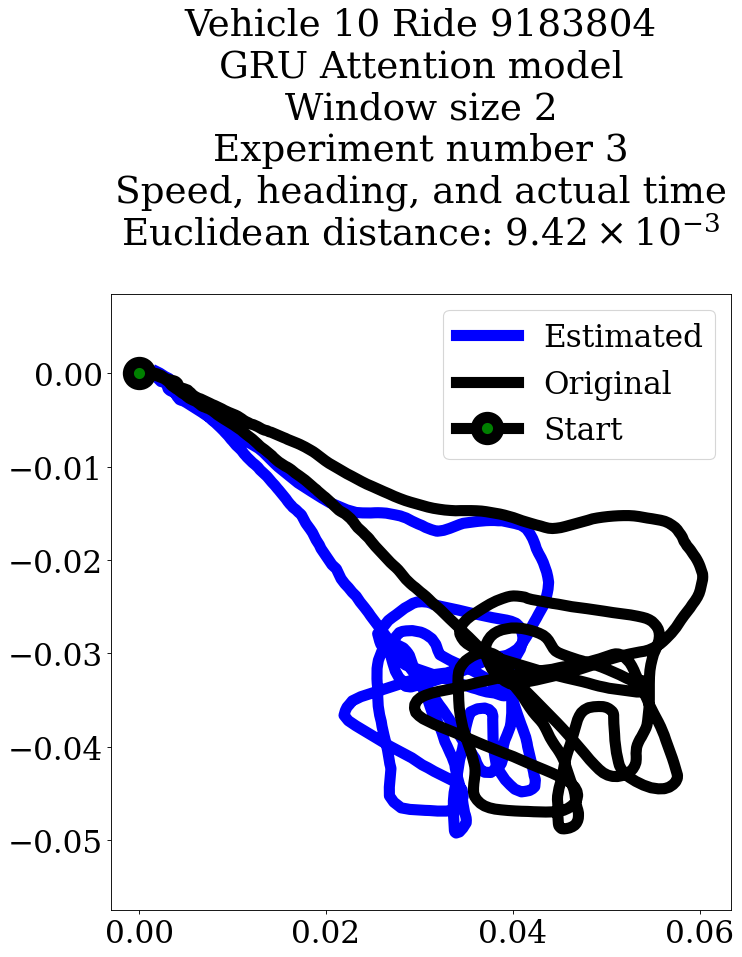 Vehicle 10 Ride 9183804
GRU Attention model
Window size 2
Experiment number 3
Speed, heading, and actual time
Euclidean distance: 9.42 × 10⁻³
Estimated
Original
Start
0.00
−0.01
−0.02
−0.03
−0.04
−0.05
0.00 0.02 0.04 0.06